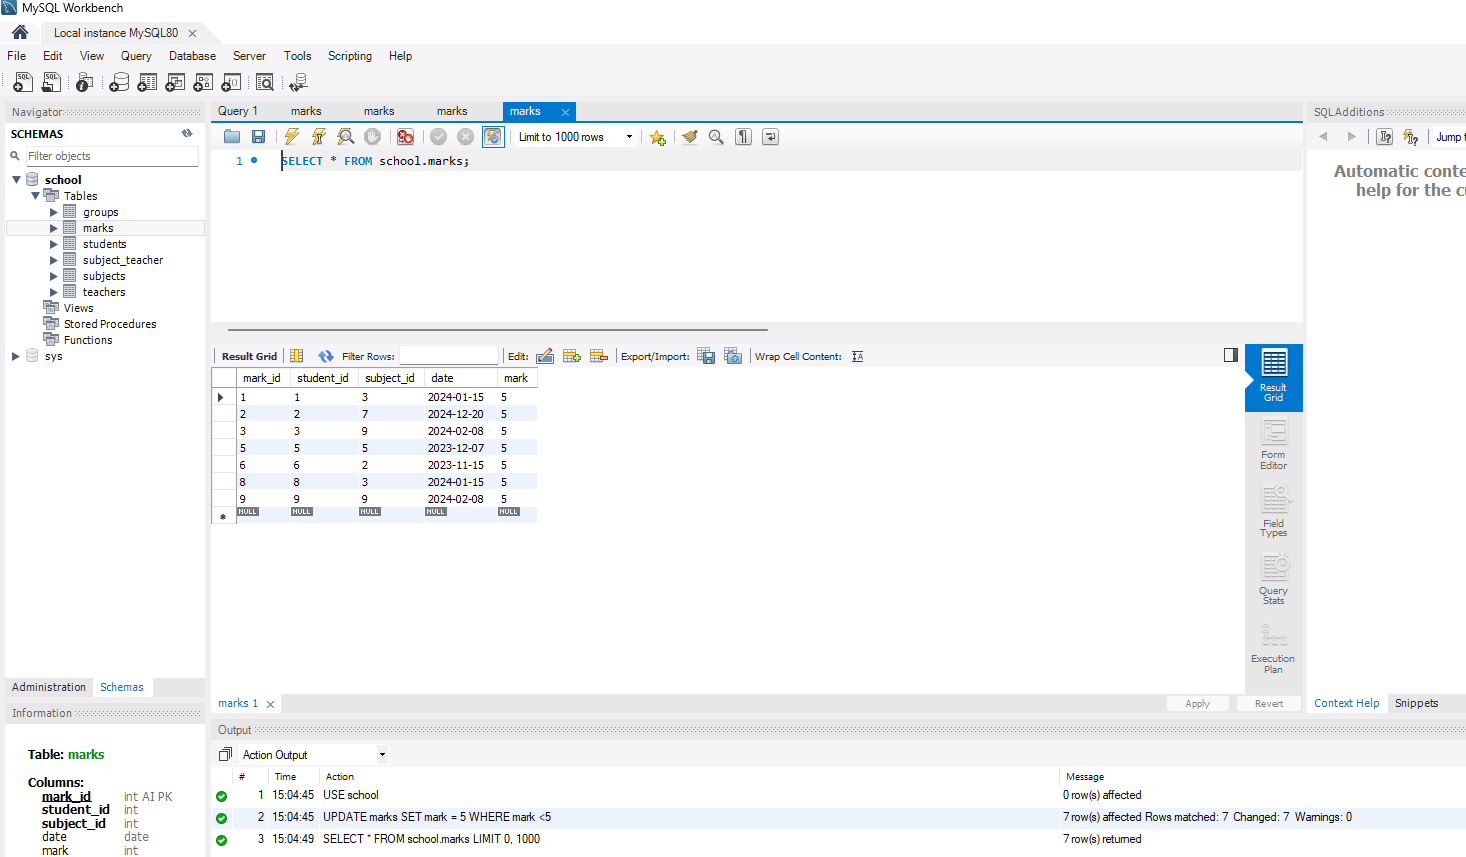 MySQL Workbench
Local instance MySQL80
File Edit View Query Database Server Tools Scripting Help
Navigator
SCHEMAS
Filter objects
school
Tables
groups
marks
students
subject_teacher
subjects
teachers
Views
Stored Procedures
Functions
sys
Administration Schemas
Information
Table: marks
Columns:
mark_id int AI PK
student_id int
subject_id int
date date
mark int
Query 1 marks marks marks marks
Limit to 1000 rows
1 SELECT * FROM school.marks;
Result Grid Filter Rows: Edit: Export/Import: Wrap Cell Content:
mark_id student_id subject_id date mark
1 1 3 2024-01-15 5
2 2 7 2024-12-20 5
3 3 9 2024-02-08 5
5 5 5 2023-12-07 5
6 6 2 2023-11-15 5
8 8 3 2024-01-15 5
9 9 9 2024-02-08 5
NULL NULL NULL NULL NULL
Result
Grid
Form
Editor
Field
Types
Query
Stats
Execution
Plan
marks 1 Apply Revert
SQLAdditions
Jump t
Automatic conte
help for the cu
Context Help Snippets
Output
Action Output
# Time Action Message
1 15:04:45 USE school 0 row(s) affected
2 15:04:45 UPDATE marks SET mark = 5 WHERE mark <5 7 row(s) affected Rows matched: 7 Changed: 7 Warnings: 0
3 15:04:49 SELECT * FROM school.marks LIMIT 0, 1000 7 row(s) returned